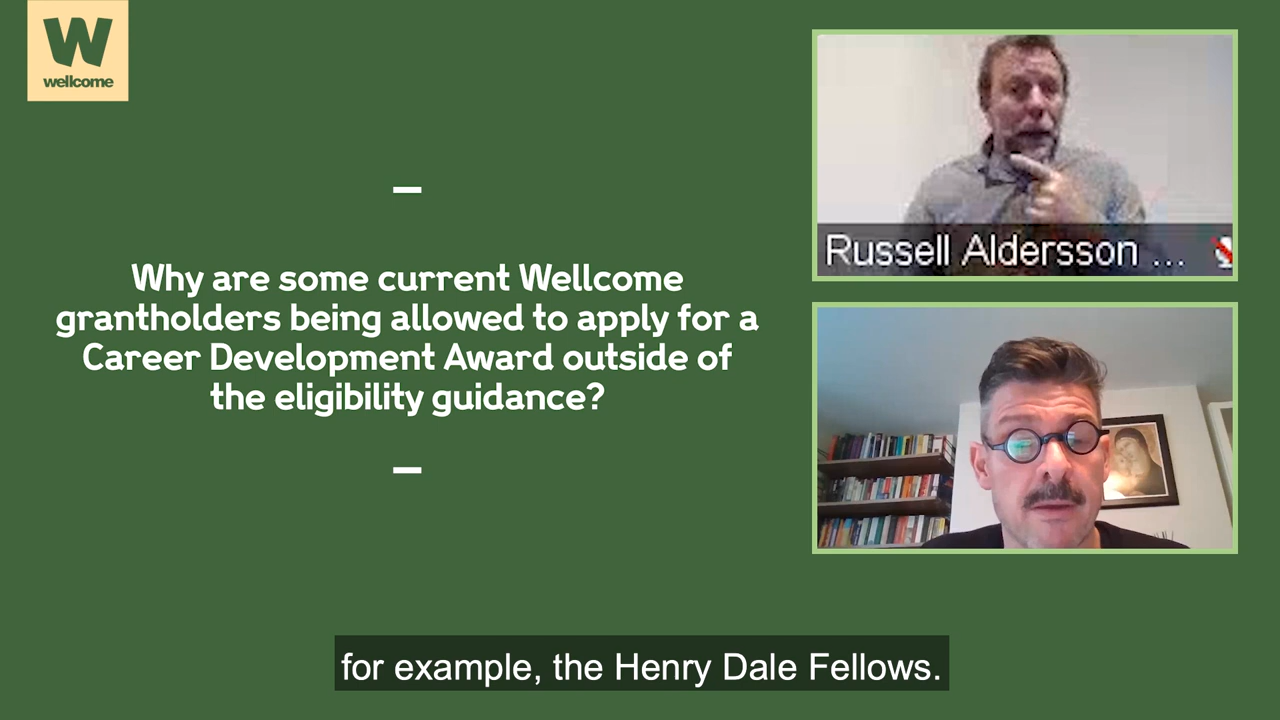 W
wellcome
Why are some current Wellcome
grantholders being allowed to apply for a
Career Development Award outside of
the eligibility guidance?
Russell Aldersson ...
for example, the Henry Dale Fellows.